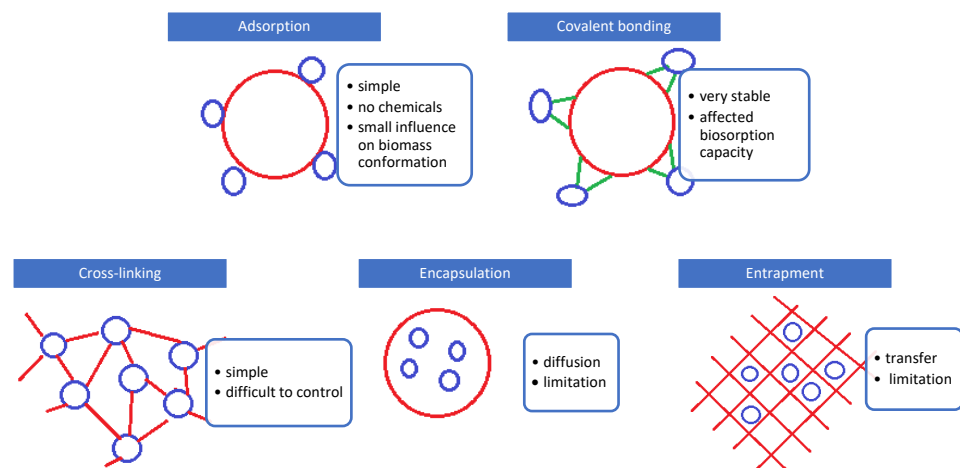 Adsorption
• simple
• no chemicals
• small influence
on biomass
conformation
Covalent bonding
• very stable
• affected
biosorption
capacity
Cross-linking
• simple
• difficult to control
Encapsulation
• diffusion
• limitation
Entrapment
• transfer
• limitation